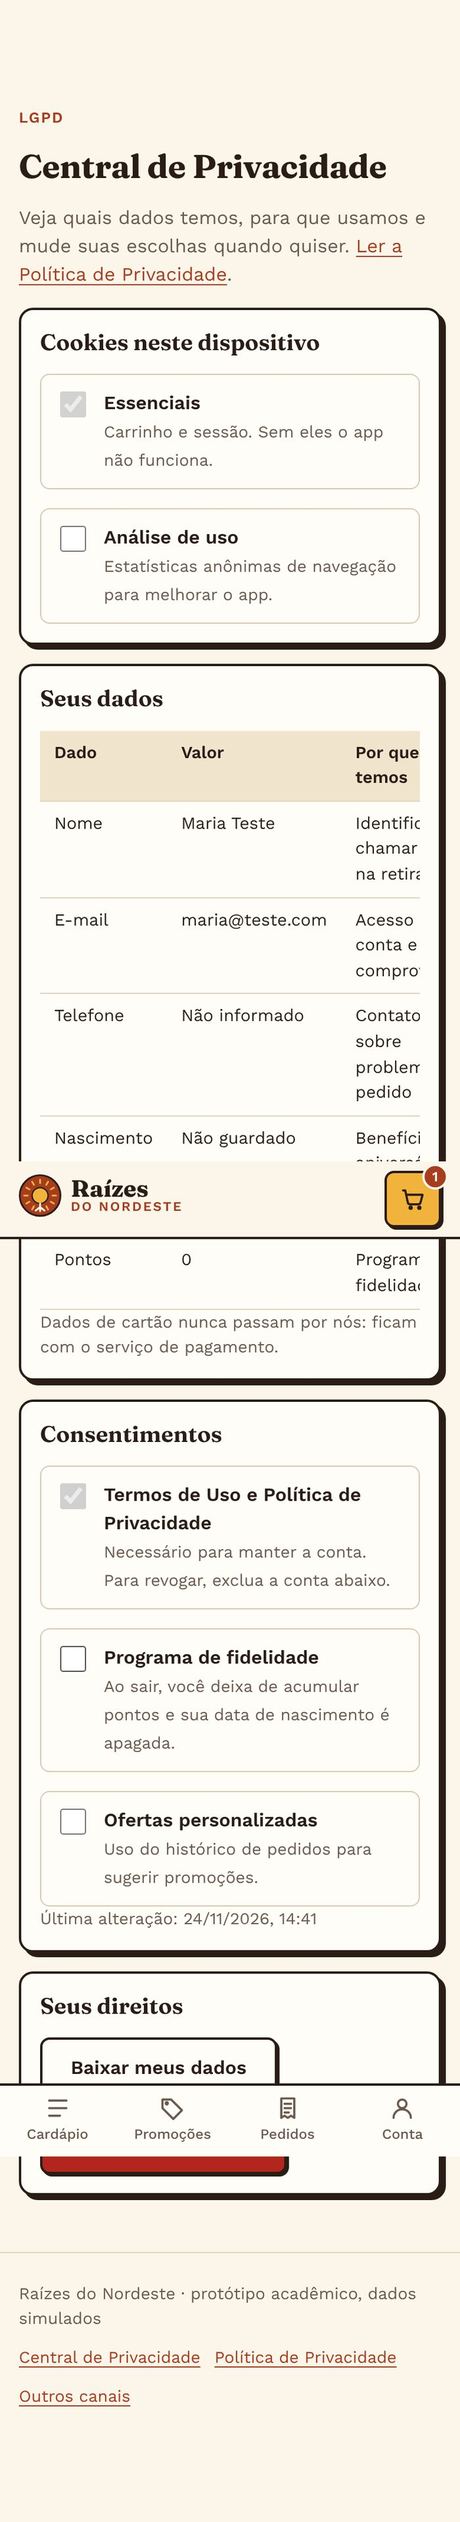 LGPD
Central de Privacidade
Veja quais dados temos, para que usamos e
mude suas escolhas quando quiser. Ler a
Política de Privacidade.
Cookies neste dispositivo
Essenciais
Carrinho e sessão. Sem eles o app
não funciona.
Análise de uso
Estatísticas anônimas de navegação
para melhorar o app.
Seus dados
Dado Valor Por que
temos
Nome Maria Teste
chamar
na
E-mail maria@teste.com Acesso
conta e
Telefone Não informado Contato
sobre
pedido
Nascimento Não guardado
Raízes
DO NORDESTE
1
Pontos 0
Dados de cartão nunca passam por nós: ficam
com o serviço de pagamento.
Consentimentos
Termos de Uso e Política de
Privacidade
Necessário para manter a conta.
Para revogar, exclua a conta abaixo.
Programa de fidelidade
Ao sair, você deixa de acumular
pontos e sua data de nascimento é
apagada.
Ofertas personalizadas
Uso do histórico de pedidos para
sugerir promoções.
Última alteração: 24/11/2026, 14:41
Seus direitos
Baixar meus dados
Cardápio Promoções Pedidos Conta
Raízes do Nordeste · protótipo acadêmico, dados
simulados
Central de Privacidade Política de Privacidade
Outros canais